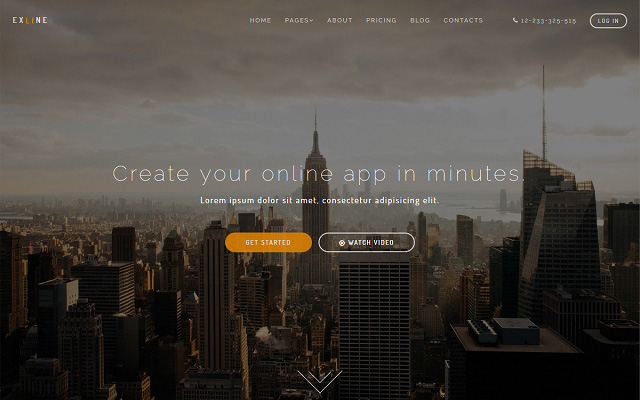 EXLINE
HOME
PAGES
ABOUT
PRICING
BLOG
CONTACTS
12-233-325-515
LOG IN
Create your online app in minutes.
Lorem ipsum dolor sit amet, consectetur adipisicing elit.
GET STARTED
WATCH VIDEO